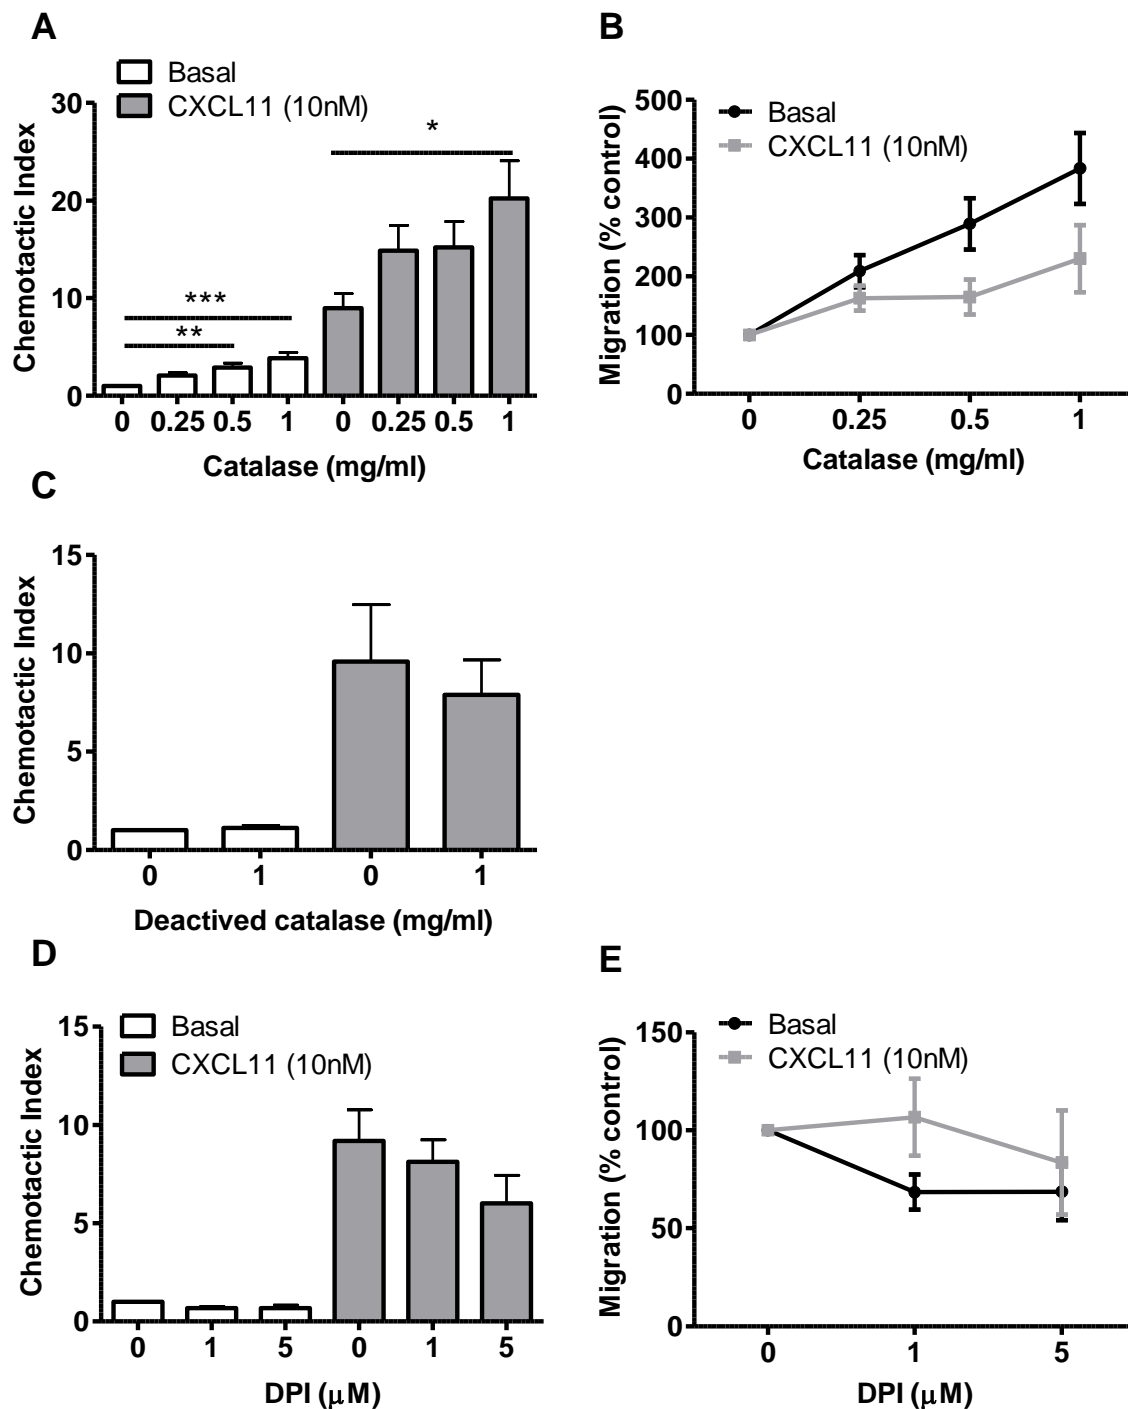 A
Basal
CXCL11 (10nM)
Chemotactic Index
30
20
10
0
*
***
**
0 0.25 0.5 1 0 0.25 0.5 1
Catalase (mg/ml)
B
Basal
CXCL11 (10nM)
Migration (% control)
500
400
300
200
100
0
0 0.25 0.5 1
Catalase (mg/ml)
C
Chemotactic Index
15
10
5
0
0 1 0 1
Deactived catalase (mg/ml)
D
Basal
CXCL11 (10nM)
Chemotactic Index
15
10
5
0
0 1 5 0 1 5
DPI (μM)
E
Basal
CXCL11 (10nM)
Migration (% control)
150
100
50
0
0 1 5
DPI (μM)